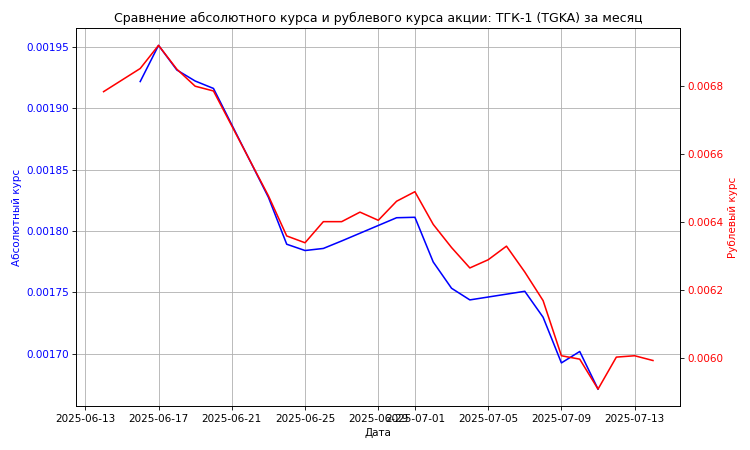 Сравнение абсолютного курса и рублевого курса акции: ТГК-1 (TGKA) за месяц
0.00195
0.00190
0.00185
0.00180
0.00175
0.00170
Абсолютный курс
0.0068
0.0066
0.0064
0.0062
0.0060
Рублевый курс
2025-06-13 2025-06-17 2025-06-21 2025-06-25 2025-06-29 2025-07-01 2025-07-05 2025-07-09 2025-07-13
Дата